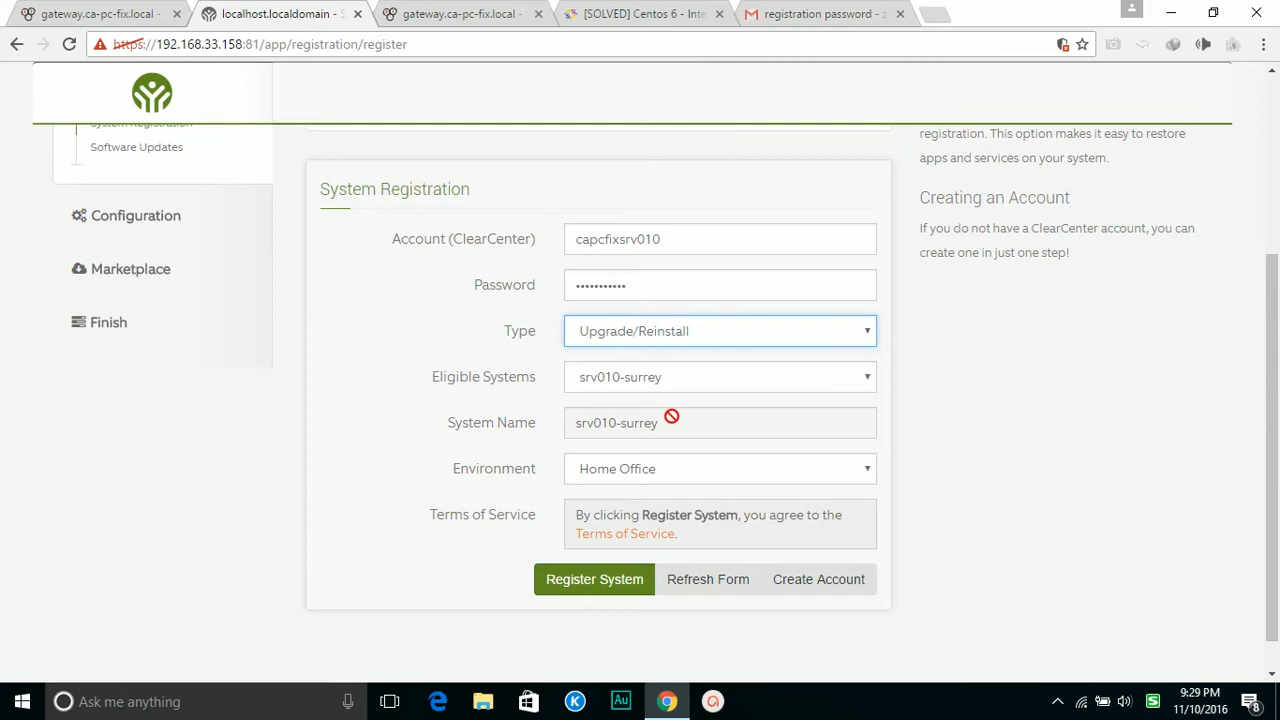 gateway.ca-pc-fix.local -
localhost.localdomain - S
gateway.ca-pc-fix.local -
[SOLVED] Centos 6 - Inte
registration password - z
https://192.168.33.158:81/app/registration/register
System Registration
Software Updates
Configuration
Marketplace
Finish
System Registration
Account (ClearCenter)
capcfixsrv010
Password
•••••••••••
Type
Upgrade/Reinstall
Eligible Systems
srv010-surrey
System Name
srv010-surrey
Environment
Home Office
Terms of Service
By clicking Register System, you agree to the
Terms of Service.
Register System
Refresh Form
Create Account
registration. This option makes it easy to restore
apps and services on your system.
Creating an Account
If you do not have a ClearCenter account, you can
create one in just one step!
Ask me anything
9:29 PM
11/10/2016
8